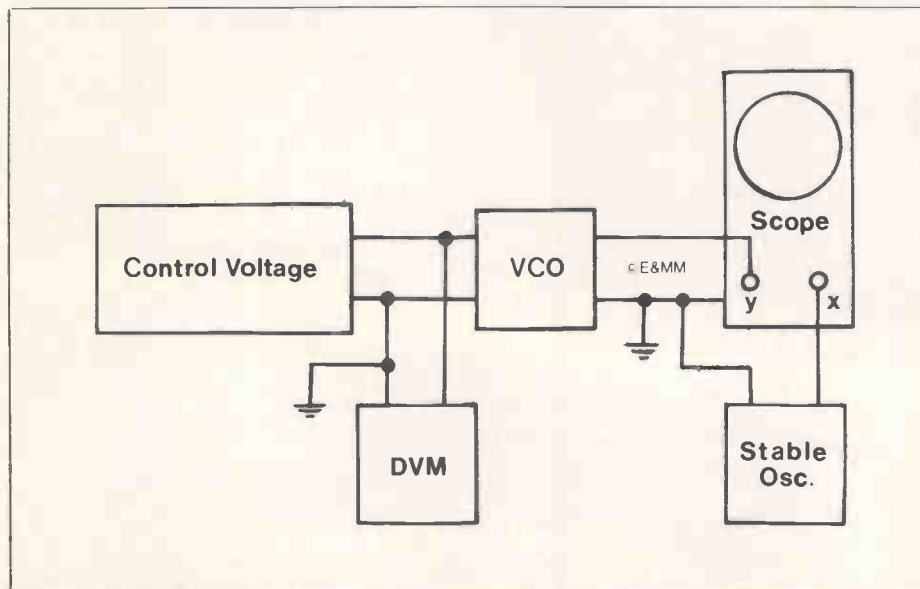 Control Voltage
VCO
c E&MM
Scope
y
x
DVM
Stable
Osc.